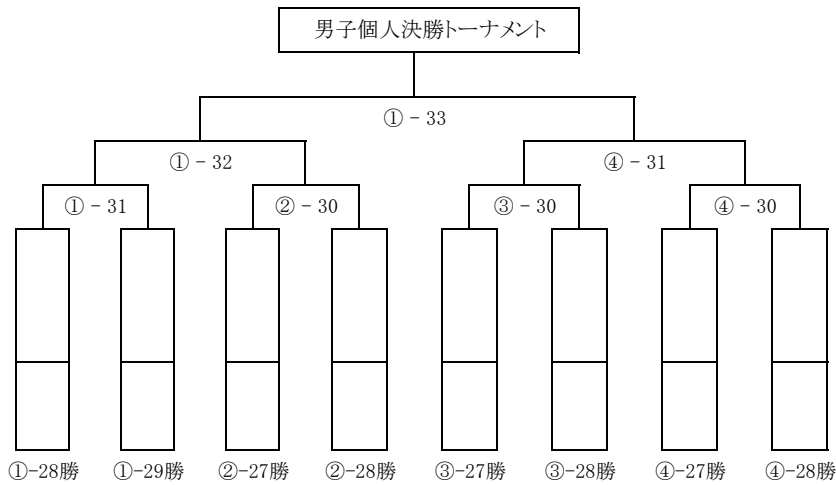 男子個人決勝トーナメント
① - 33
① - 32
④ - 31
① - 31
② - 30
③ - 30
④ - 30
①-28勝
①-29勝
②-27勝
②-28勝
③-27勝
③-28勝
④-27勝
④-28勝